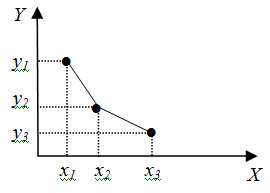 Y
y₁
y₂
y₃
x₁ x₂ x₃ X